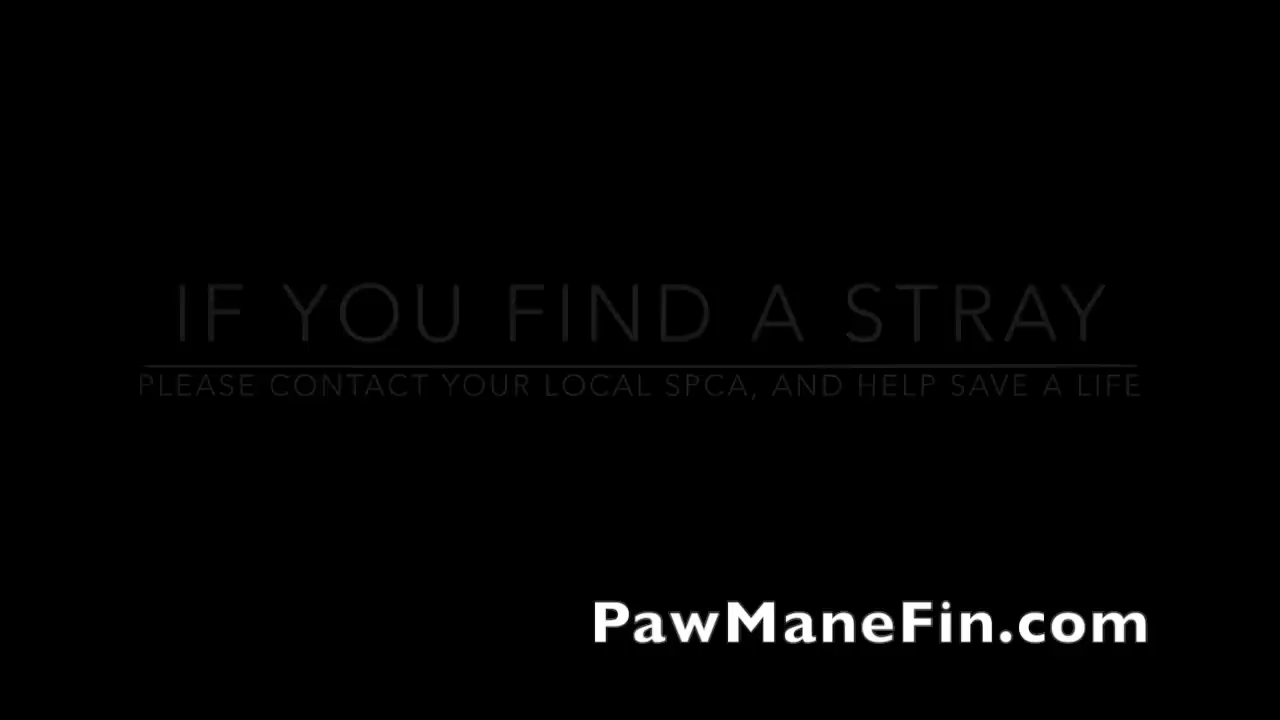 IF YOU FIND A STRAY
PLEASE CONTACT YOUR LOCAL SPCA, AND HELP SAVE A LIFE
PawManeFin.com